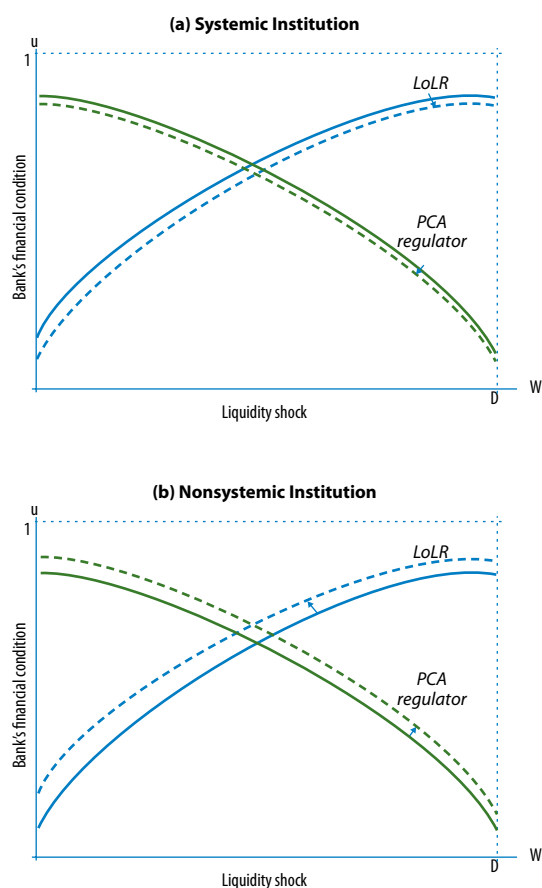 (a) Systemic Institution
u
1
LoLR
PCA
regulator
Bank's financial condition
D
W
Liquidity shock
(b) Nonsystemic Institution
u
1
LoLR
PCA
regulator
Bank's financial condition
D
W
Liquidity shock